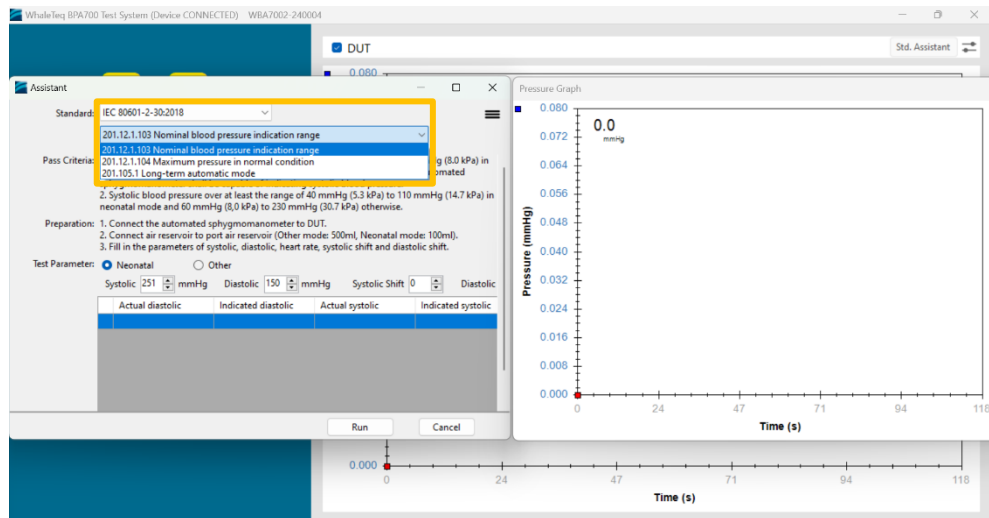 WhaleTeq BPA700 Test System (Device CONNECTED) WBA7002-240004
DUT
Std. Assistant
0.080
Assistant
Standard: IEC 80601-2-30:2018
201.12.1.103 Nominal blood pressure indication range
201.12.1.103 Nominal blood pressure indication range
201.12.1.104 Maximum pressure in normal condition
201.105.1 Long-term automatic mode
Pass Criteria:
g (8.0 kPa) in
omated
2. Systolic blood pressure over at least the range of 40 mmHg (5.3 kPa) to 110 mmHg (14.7 kPa) in
neonatal mode and 60 mmHg (8,0 kPa) to 230 mmHg (30.7 kPa) otherwise.
Preparation: 1. Connect the automated sphygmomanometer to DUT.
2. Connect air reservoir to port air reservoir (Other mode: 500ml, Neonatal mode: 100ml).
3. Fill in the parameters of systolic, diastolic, heart rate, systolic shift and diastolic shift.
Test Parameter: Neonatal Other
Systolic 251 mmHg Diastolic 150 mmHg Systolic Shift 0 Diastolic
Actual diastolic Indicated diastolic Actual systolic Indicated systolic
Run Cancel
Pressure Graph
0.0
mmHg
Pressure (mmHg)
0.080
0.072
0.064
0.056
0.048
0.040
0.032
0.024
0.016
0.008
0.000
0 24 47 71 94 118
Time (s)
0.000
0 24 47 71 94 118
Time (s)